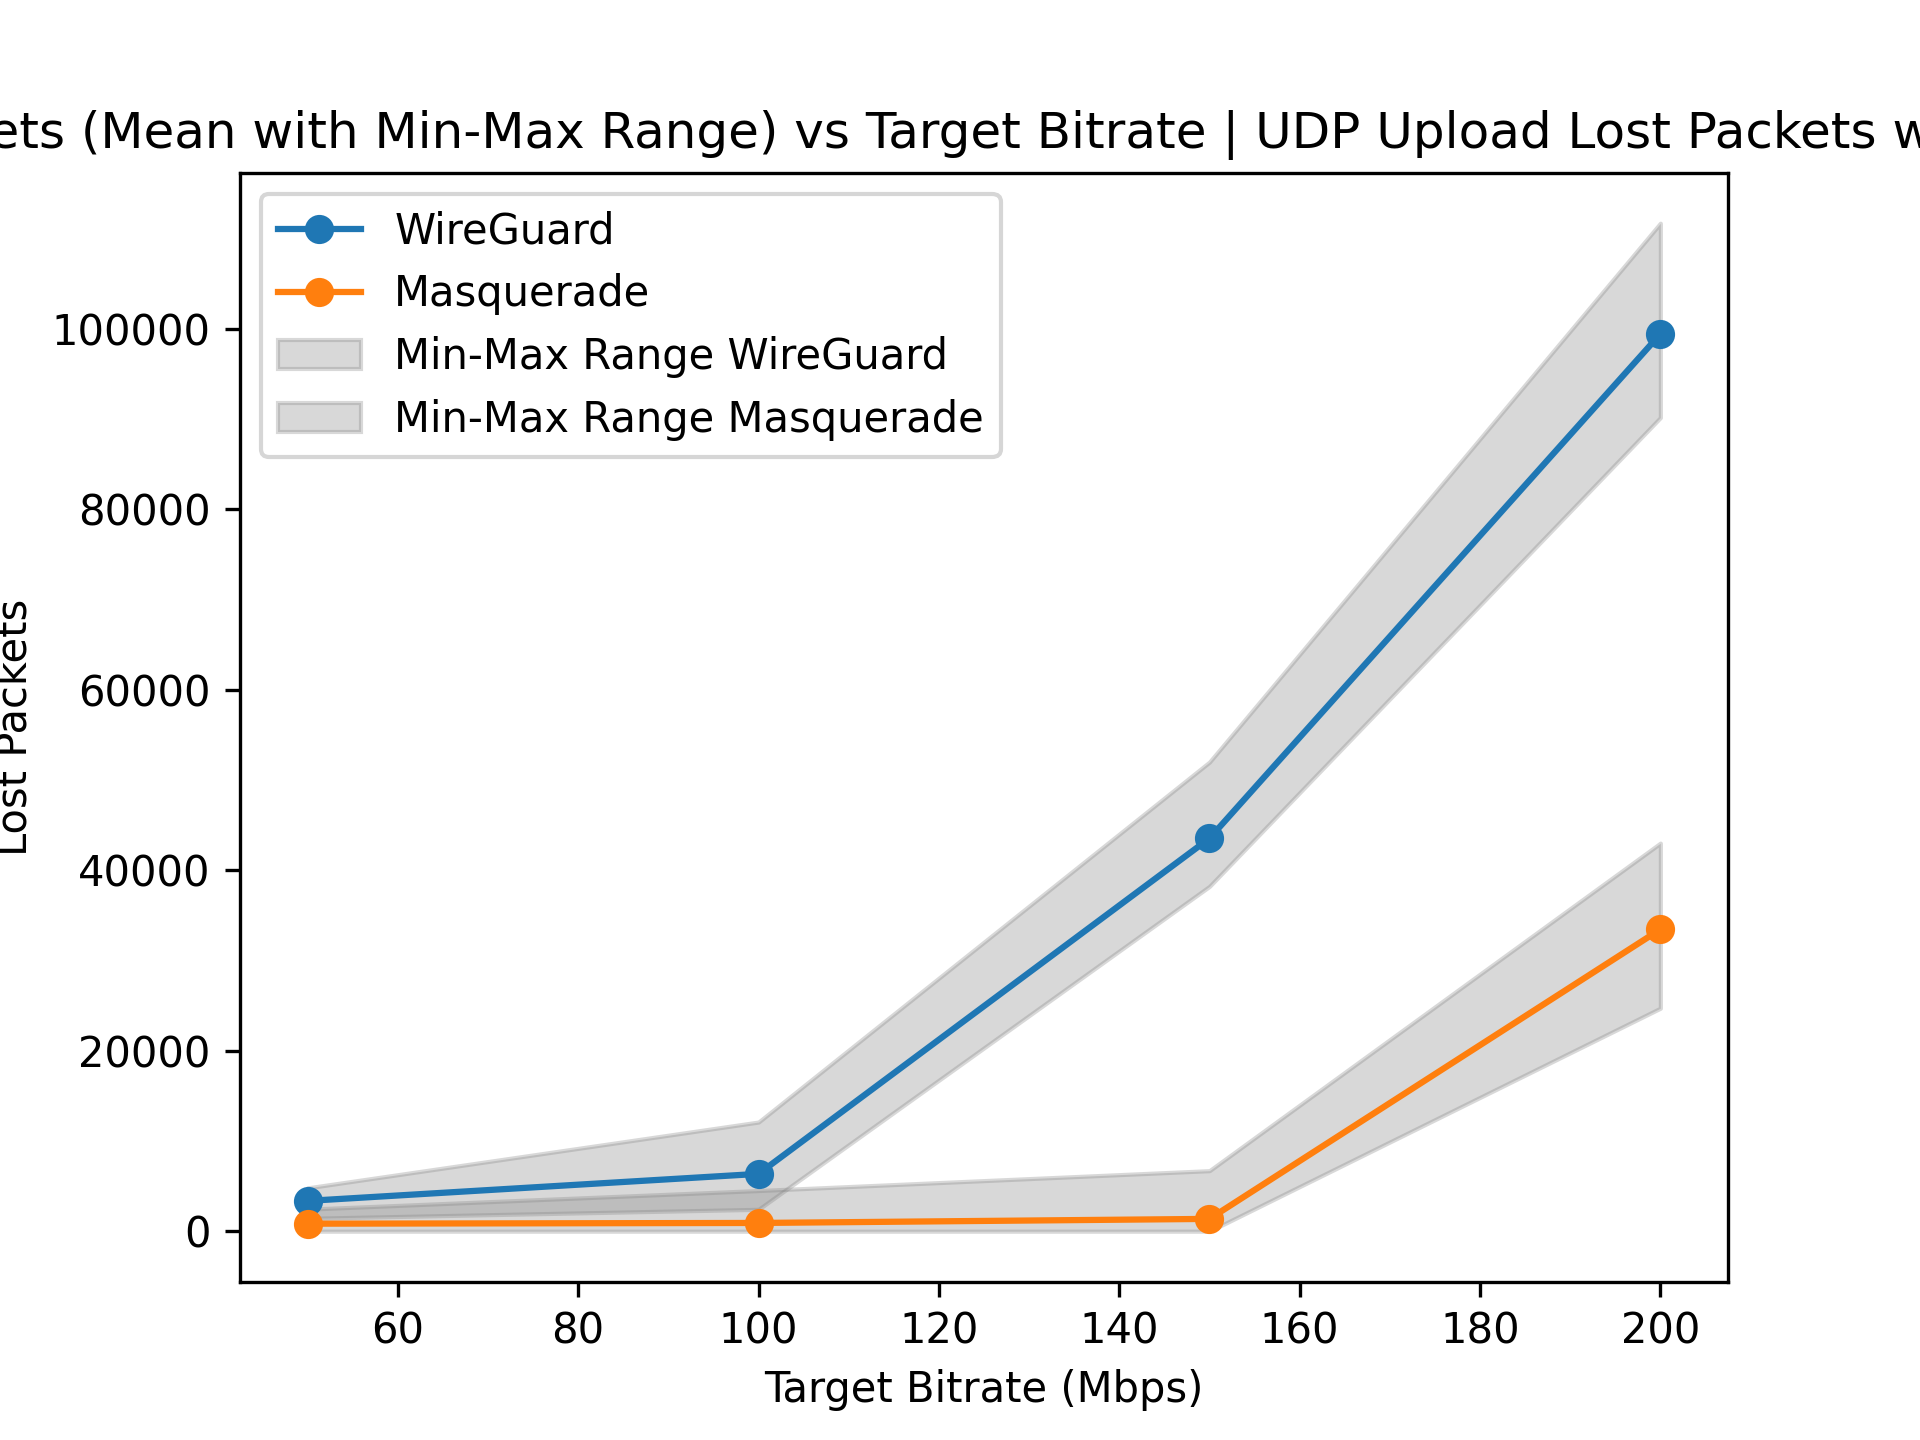 ets (Mean with Min-Max Range) vs Target Bitrate | UDP Upload Lost Packets w
WireGuard
Masquerade
Min-Max Range WireGuard
Min-Max Range Masquerade
Lost Packets
100000
80000
60000
40000
20000
0
60 80 100 120 140 160 180 200
Target Bitrate (Mbps)